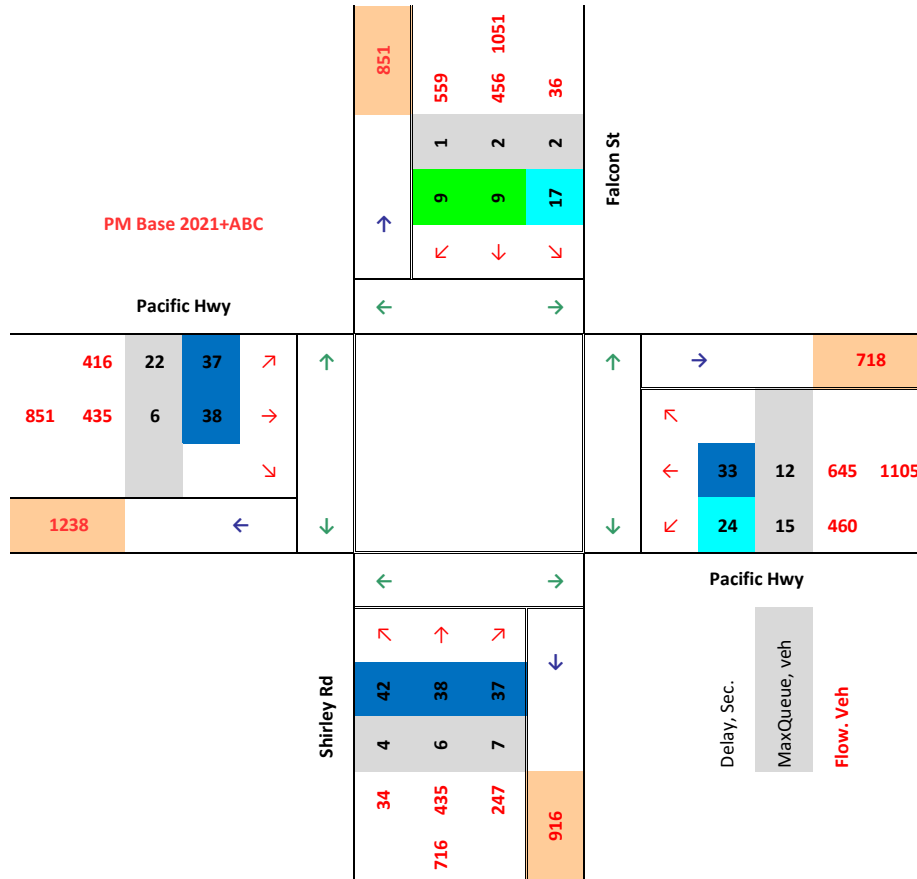 851
559
456 1051
36
1
2
2
9
9
17
Falcon St
PM Base 2021+ABC
↑
↙ ↓ ↘
Pacific Hwy
← →
416 22 37 ↗
851 435 6 38 →
↘
1238 ←
↑
↓
↑
↓
→ 718
↖
← 33 12 645 1105
↙ 24 15 460
Pacific Hwy
← →
↖ ↑ ↗
↓
Shirley Rd
42
38
37
4
6
7
34
716 435
247
916
Delay, Sec.
MaxQueue, veh
Flow. Veh